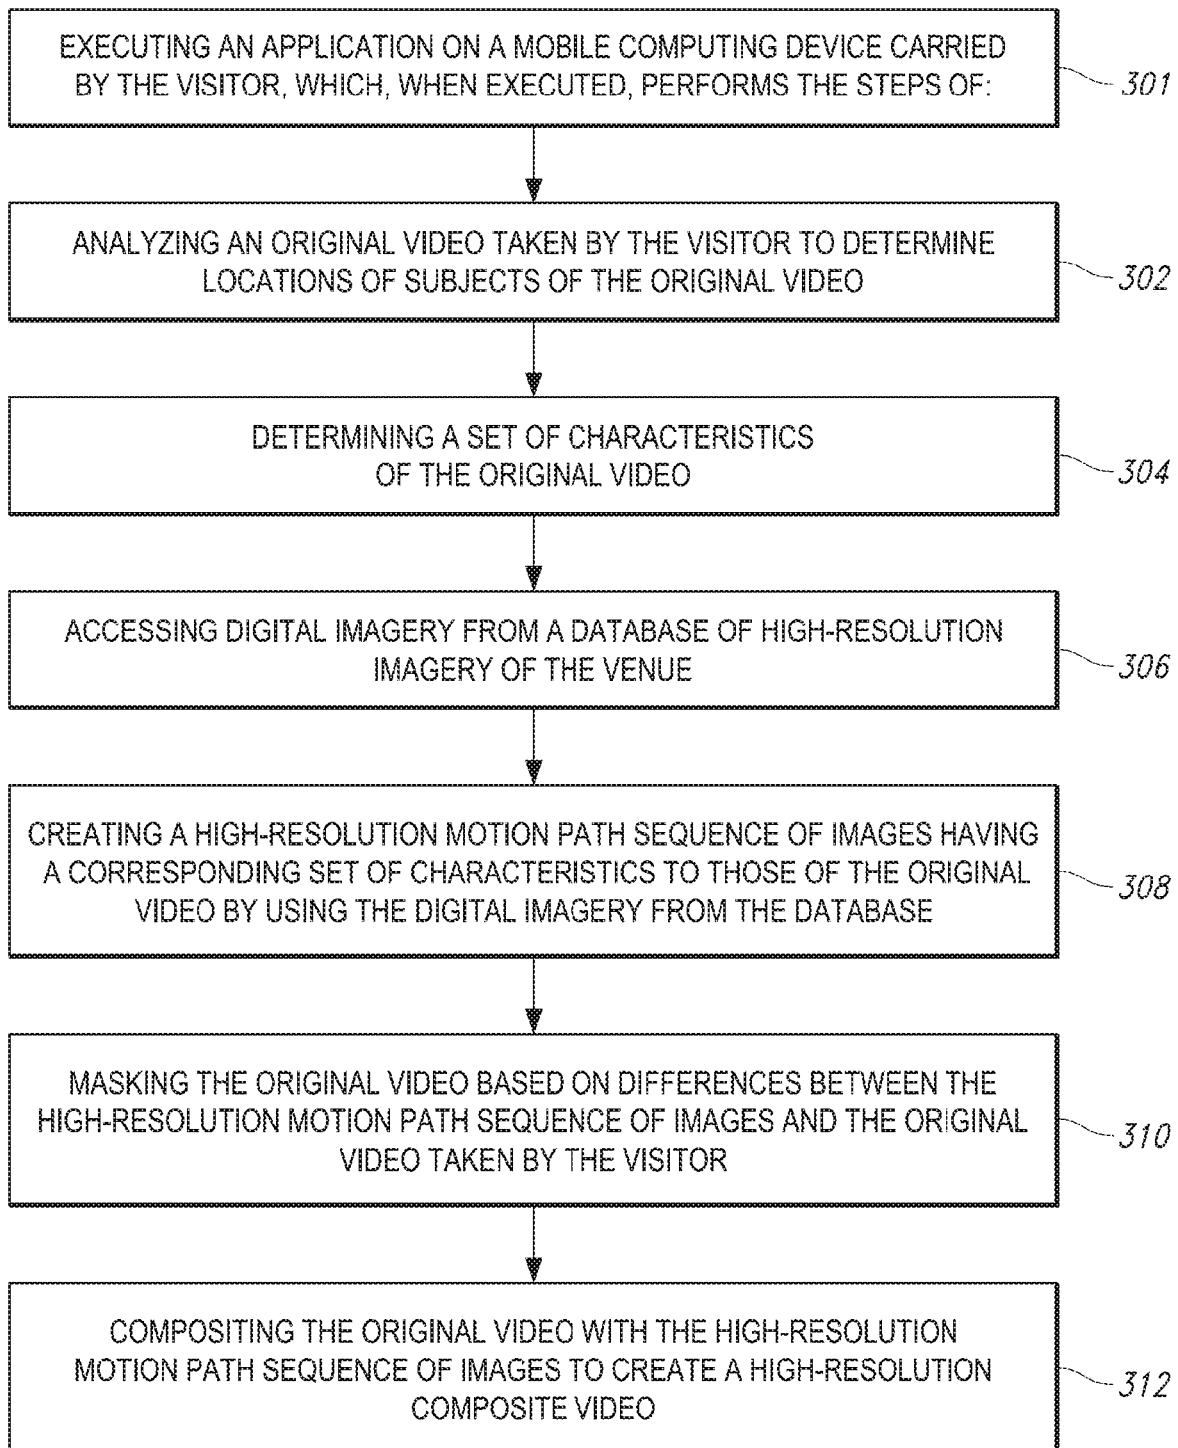 EXECUTING AN APPLICATION ON A MOBILE COMPUTING DEVICE CARRIED
BY THE VISITOR, WHICH, WHEN EXECUTED, PERFORMS THE STEPS OF:
301
ANALYZING AN ORIGINAL VIDEO TAKEN BY THE VISITOR TO DETERMINE
LOCATIONS OF SUBJECTS OF THE ORIGINAL VIDEO
302
DETERMINING A SET OF CHARACTERISTICS
OF THE ORIGINAL VIDEO
304
ACCESSING DIGITAL IMAGERY FROM A DATABASE OF HIGH-RESOLUTION
IMAGERY OF THE VENUE
306
CREATING A HIGH-RESOLUTION MOTION PATH SEQUENCE OF IMAGES HAVING
A CORRESPONDING SET OF CHARACTERISTICS TO THOSE OF THE ORIGINAL
VIDEO BY USING THE DIGITAL IMAGERY FROM THE DATABASE
308
MASKING THE ORIGINAL VIDEO BASED ON DIFFERENCES BETWEEN THE
HIGH-RESOLUTION MOTION PATH SEQUENCE OF IMAGES AND THE ORIGINAL
VIDEO TAKEN BY THE VISITOR
310
COMPOSITING THE ORIGINAL VIDEO WITH THE HIGH-RESOLUTION
MOTION PATH SEQUENCE OF IMAGES TO CREATE A HIGH-RESOLUTION
COMPOSITE VIDEO
312